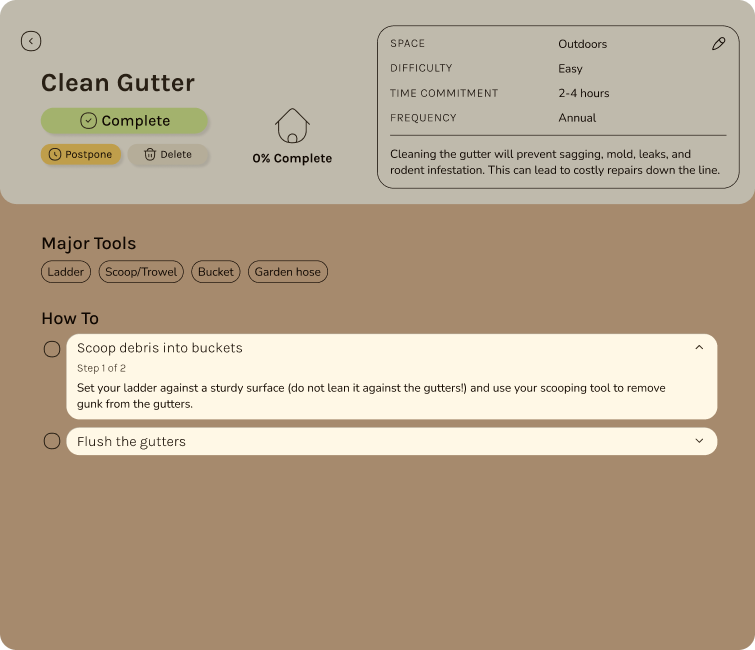 Clean Gutter
Complete
Postpone
Delete
0% Complete
SPACE Outdoors
DIFFICULTY Easy
TIME COMMITMENT 2-4 hours
FREQUENCY Annual
Cleaning the gutter will prevent sagging, mold, leaks, and
rodent infestation. This can lead to costly repairs down the line.
Major Tools
Ladder
Scoop/Trowel
Bucket
Garden hose
How To
Scoop debris into buckets
Step 1 of 2
Set your ladder against a sturdy surface (do not lean it against the gutters!) and use your scooping tool to remove
gunk from the gutters.
Flush the gutters